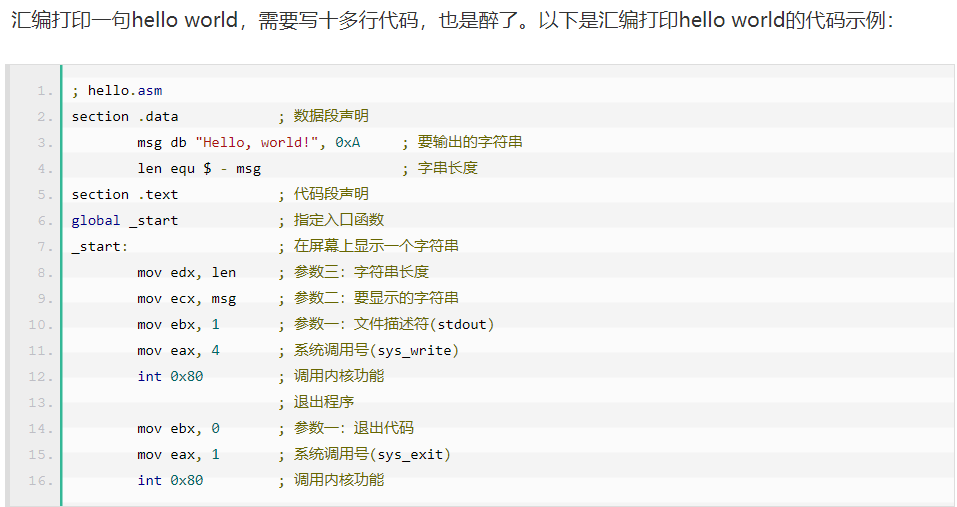 汇编打印一句hello world，需要写十多行代码，也是醉了。以下是汇编打印hello world的代码示例：
1. ; hello.asm
2. section .data ; 数据段声明
3. msg db "Hello, world!", 0xA ; 要输出的字符串
4. len equ $ - msg ; 字串长度
5. section .text ; 代码段声明
6. global _start ; 指定入口函数
7. _start: ; 在屏幕上显示一个字符串
8. mov edx, len ; 参数三：字符串长度
9. mov ecx, msg ; 参数二：要显示的字符串
10. mov ebx, 1 ; 参数一：文件描述符(stdout)
11. mov eax, 4 ; 系统调用号(sys_write)
12. int 0x80 ; 调用内核功能
13. ; 退出程序
14. mov ebx, 0 ; 参数一：退出代码
15. mov eax, 1 ; 系统调用号(sys_exit)
16. int 0x80 ; 调用内核功能